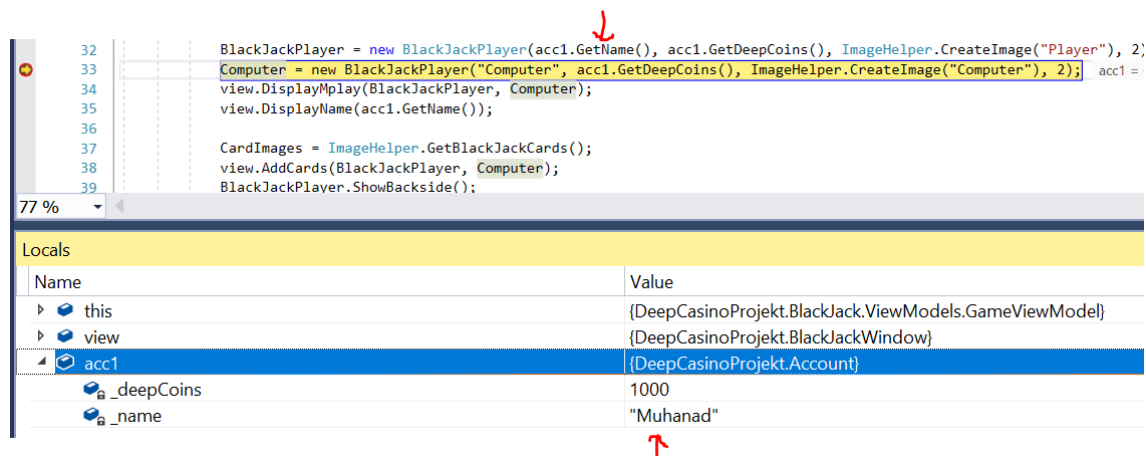 32 BlackJackPlayer = new BlackJackPlayer(acc1.GetName(), acc1.GetDeepCoins(), ImageHelper.CreateImage("Player"), 2)
33 Computer = new BlackJackPlayer("Computer", acc1.GetDeepCoins(), ImageHelper.CreateImage("Computer"), 2); acc1 =
34 view.DisplayMplay(BlackJackPlayer, Computer);
35 view.DisplayName(acc1.GetName());
36
37 CardImages = ImageHelper.GetBlackJackCards();
38 view.AddCards(BlackJackPlayer, Computer);
39 BlackJackPlayer.ShowBackside();
77 %
Locals
Name Value
this {DeepCasinoProjekt.BlackJack.ViewModels.GameViewModel}
view {DeepCasinoProjekt.BlackJackWindow}
acc1 {DeepCasinoProjekt.Account}
_deepCoins 1000
_name "Muhanad"